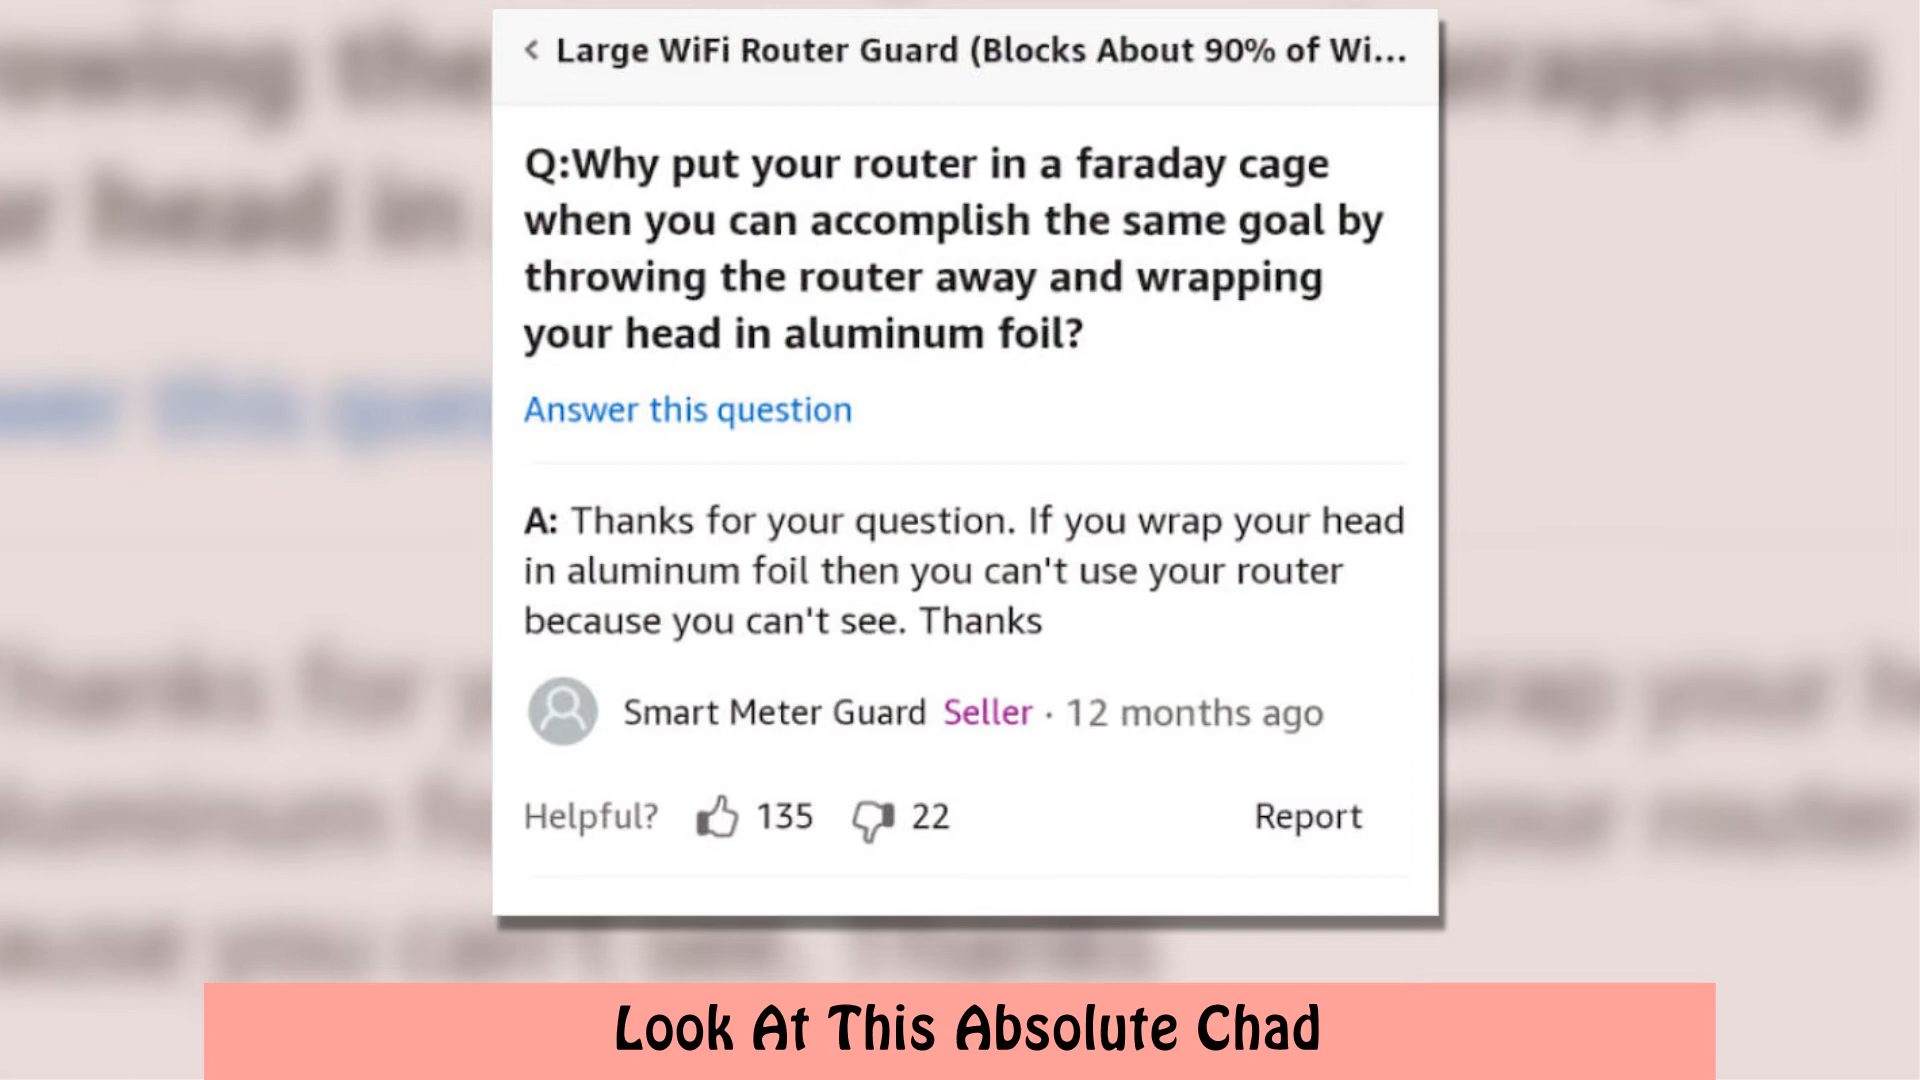 Large WiFi Router Guard (Blocks About 90% of Wi...
Q:Why put your router in a faraday cage
when you can accomplish the same goal by
throwing the router away and wrapping
your head in aluminum foil?
Answer this question
A: Thanks for your question. If you wrap your head
in aluminum foil then you can't use your router
because you can't see. Thanks
Smart Meter Guard Seller · 12 months ago
Helpful? 135 22 Report
Look At This Absolute Chad